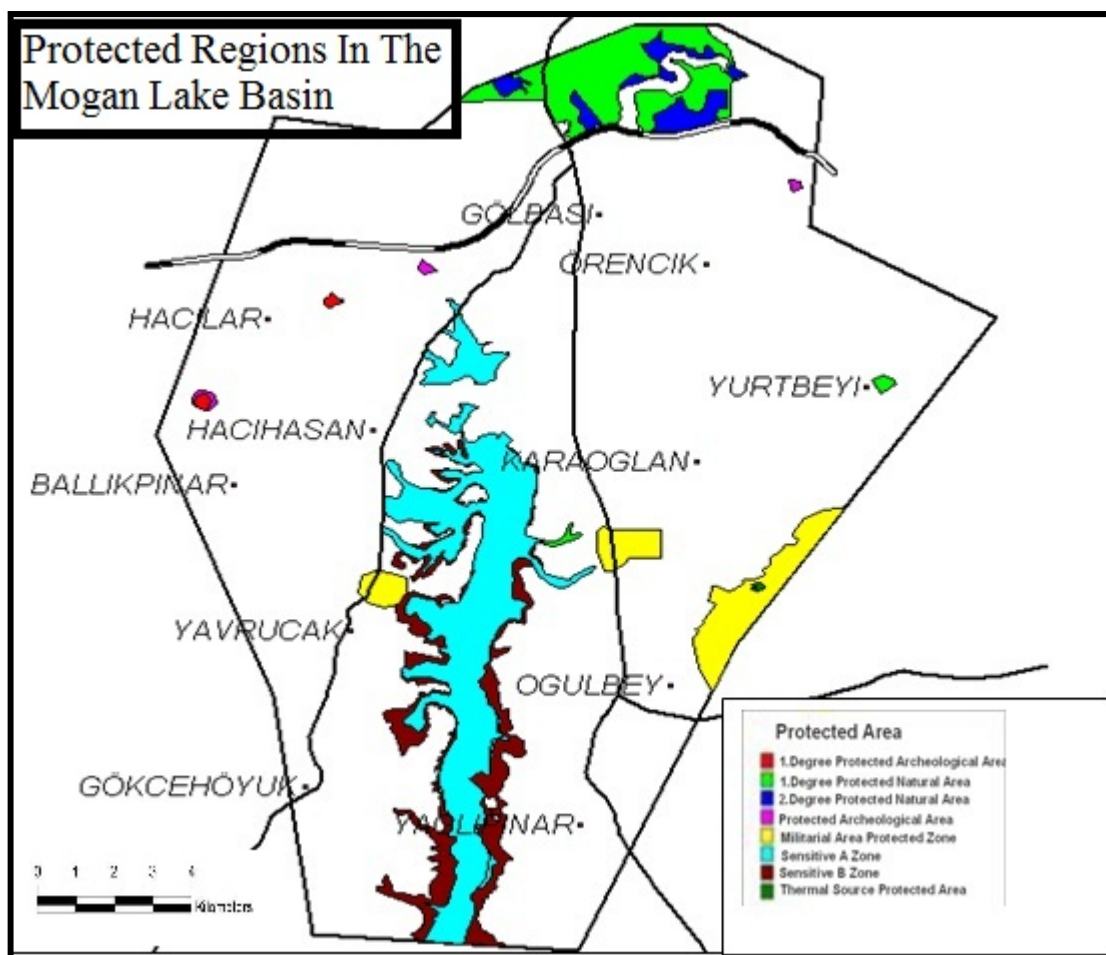 Protected Regions In The
Mogan Lake Basin
GÖLBASI
ÖRENCIK
HACILAR
YURTBEYI
HACIHASAN
KARAOGLAN
BALLIKPINAR
YAVRUCAK
OGULBEY
GÖKCEHÖYUK
YAGLIPINAR
0 1 2 3 4
Kilometers
Protected Area
1.Degree Protected Archeological Area
1.Degree Protected Natural Area
2.Degree Protected Natural Area
Protected Archeological Area
Militarial Area Protected Zone
Sensitive A Zone
Sensitive B Zone
Thermal Source Protected Area